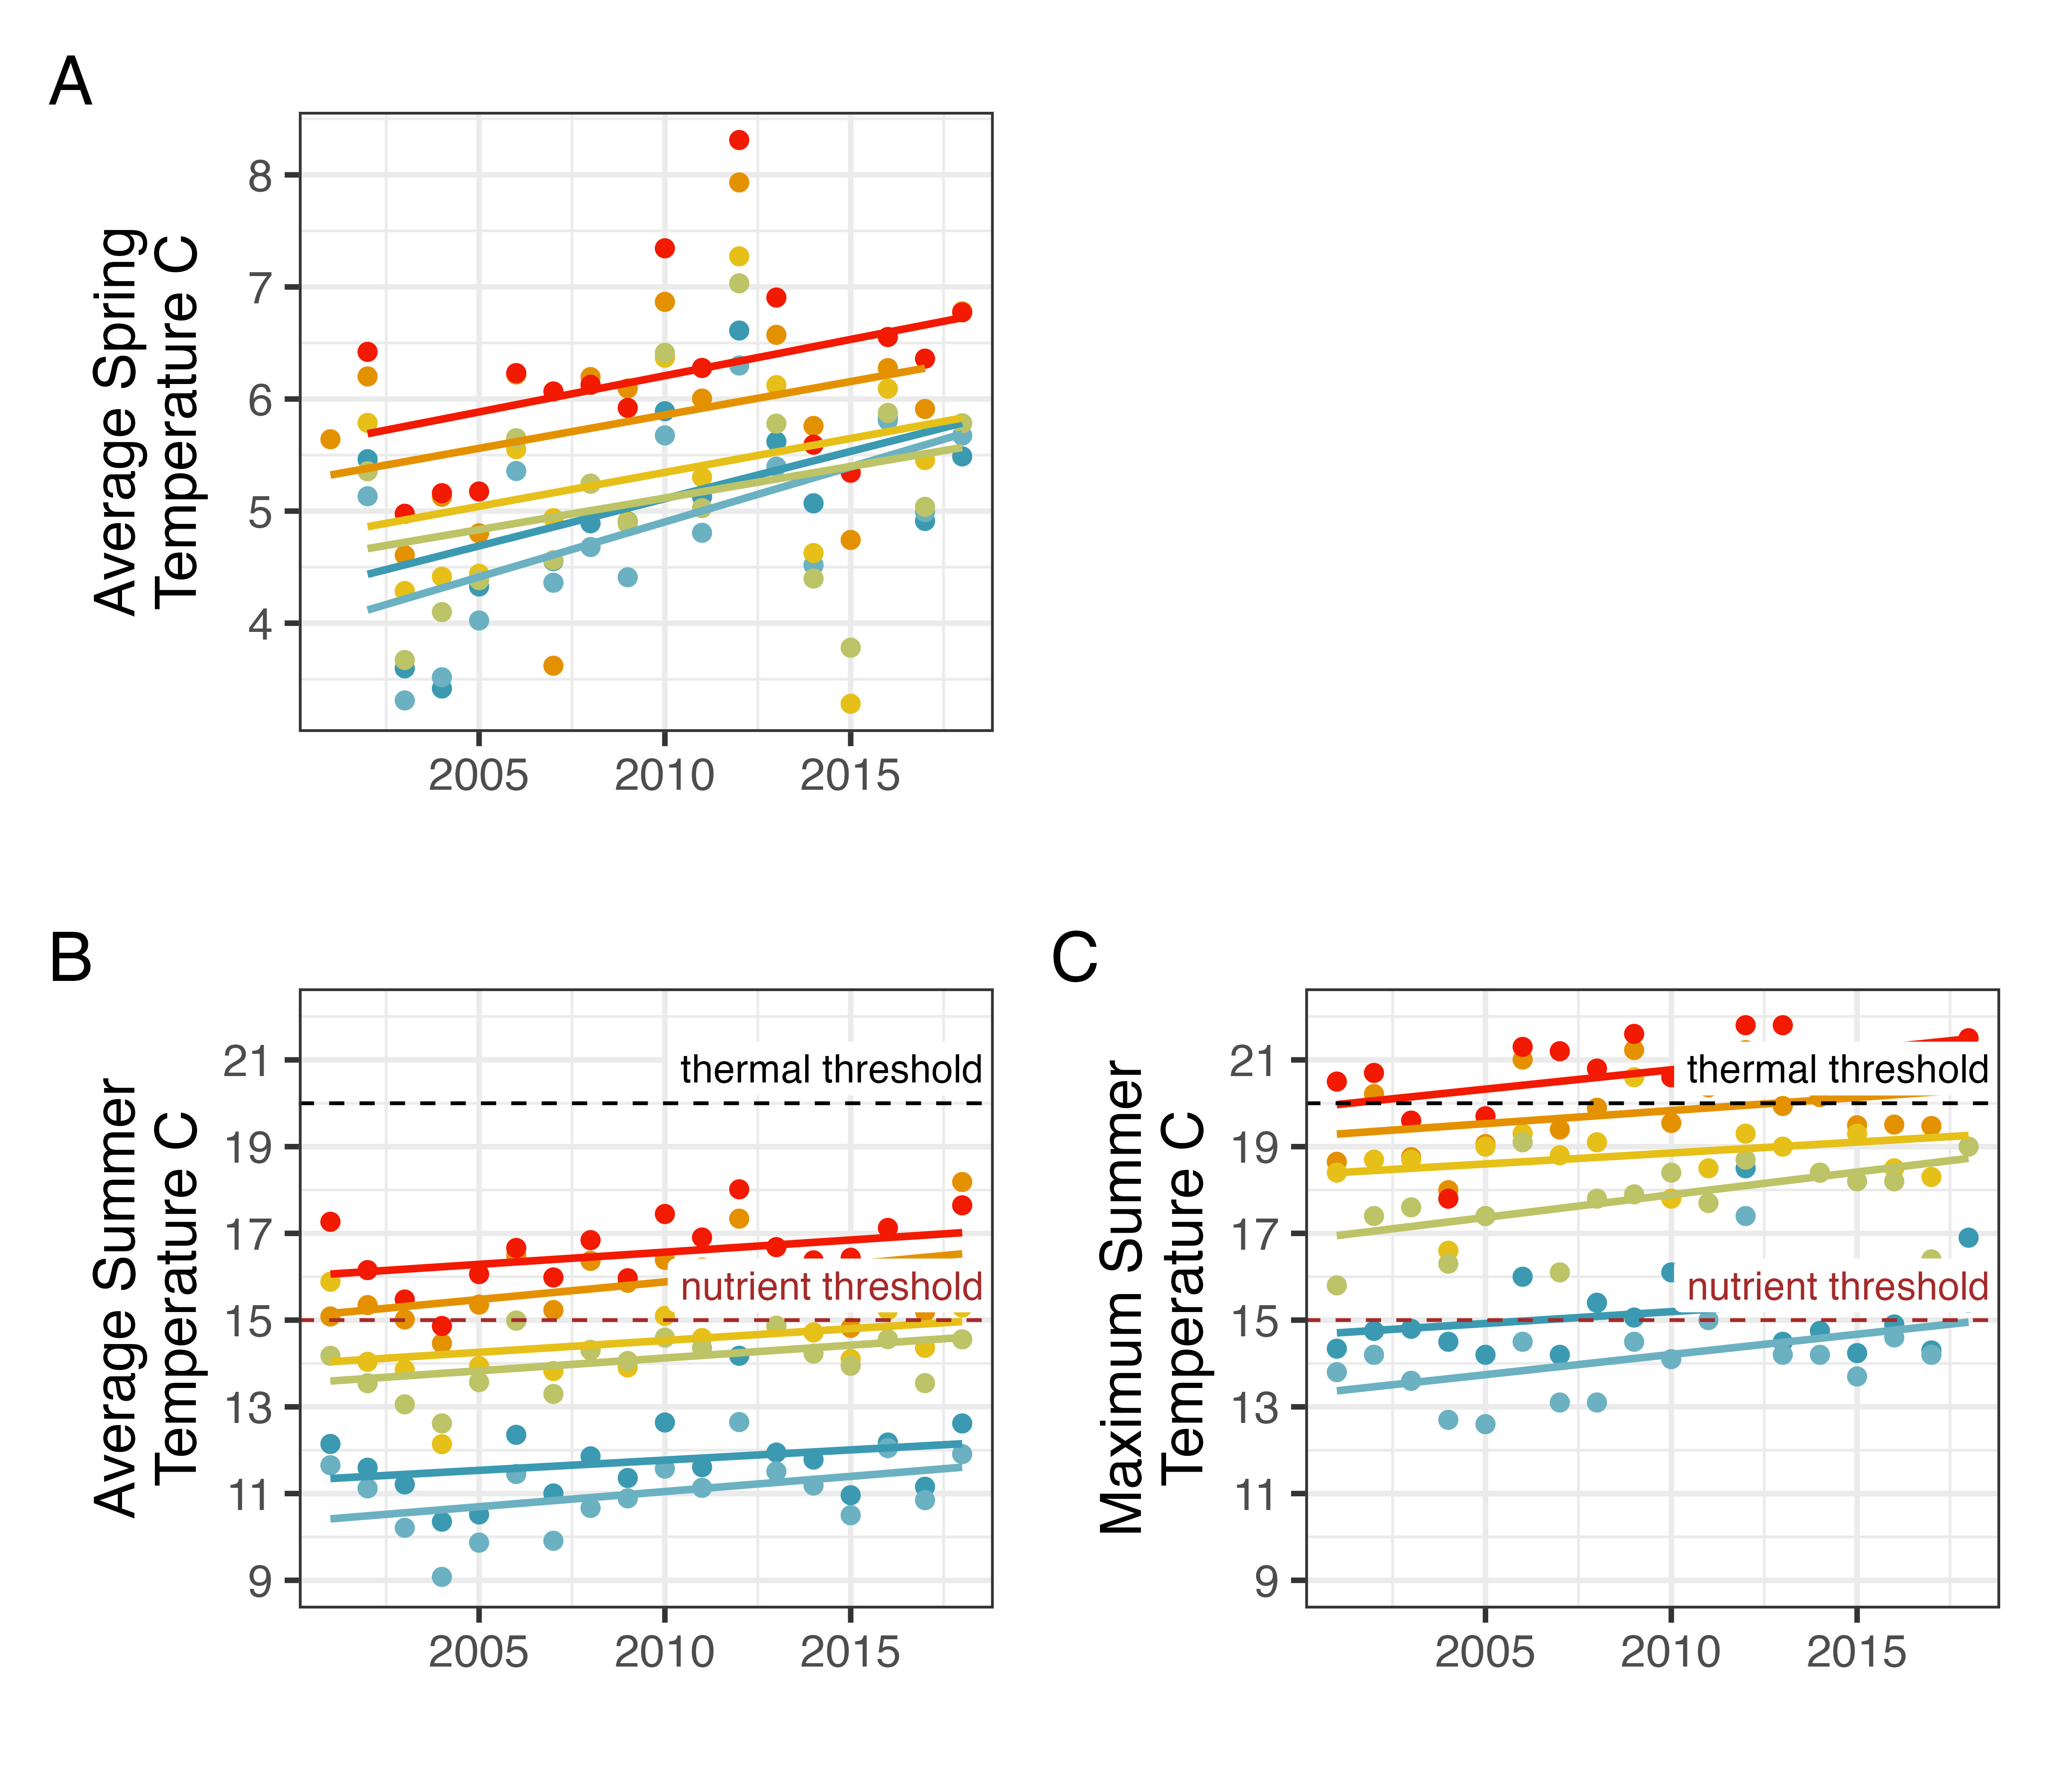 A
Average Spring
Temperature C
8
7
6
5
4
2005 2010 2015
B
Average Summer
Temperature C
21
19
17
15
13
11
9
thermal threshold
nutrient threshold
2005 2010 2015
C
Maximum Summer
Temperature C
21
19
17
15
13
11
9
thermal threshold
nutrient threshold
2005 2010 2015